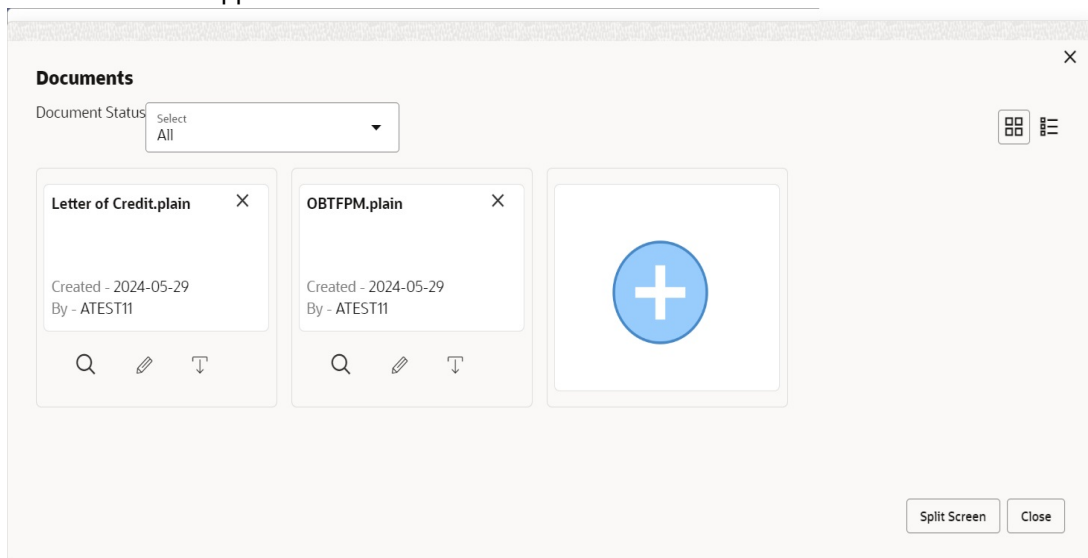 Documents
Document Status
Select
All
Letter of Credit.plain
OBTFPM.plain
Created - 2024-05-29
By - ATEST11
Created - 2024-05-29
By - ATEST11
Split Screen
Close